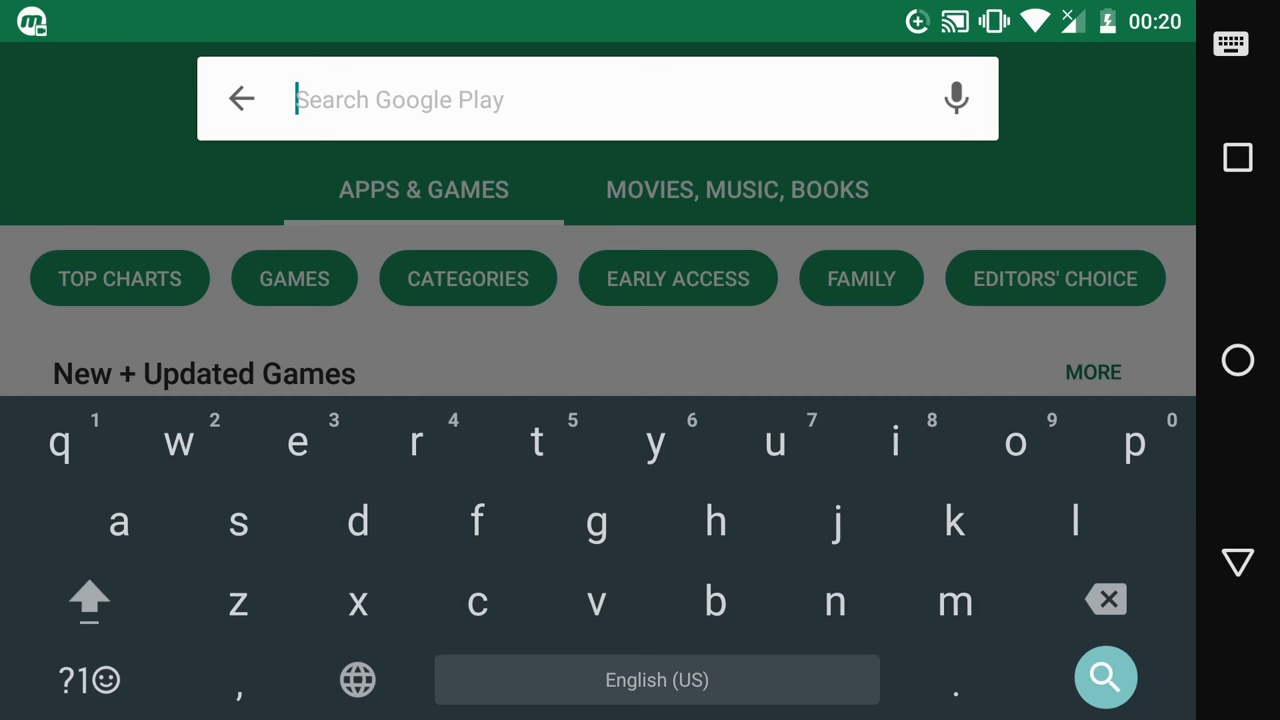 00:20
Search Google Play
APPS & GAMES MOVIES, MUSIC, BOOKS
TOP CHARTS GAMES CATEGORIES EARLY ACCESS FAMILY EDITORS' CHOICE
New + Updated Games MORE
1 2 3 4 5 6 7 8 9 0
q w e r t y u i o p
a s d f g h j k l
z x c v b n m
?1☺ , English (US) .